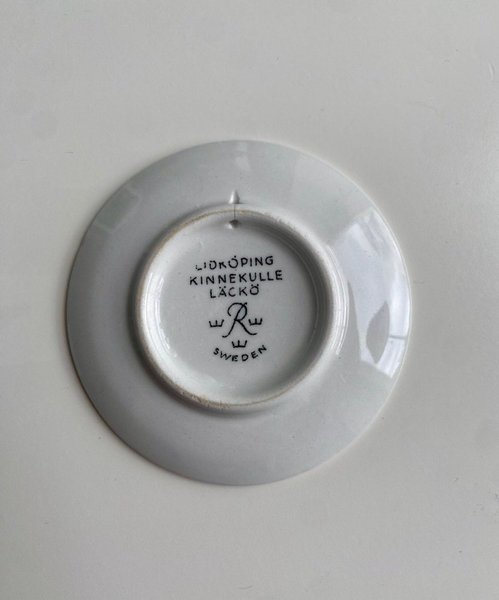 LIDKÖPING
KINNEKULLE
LÄCKÖ
R
SWEDEN